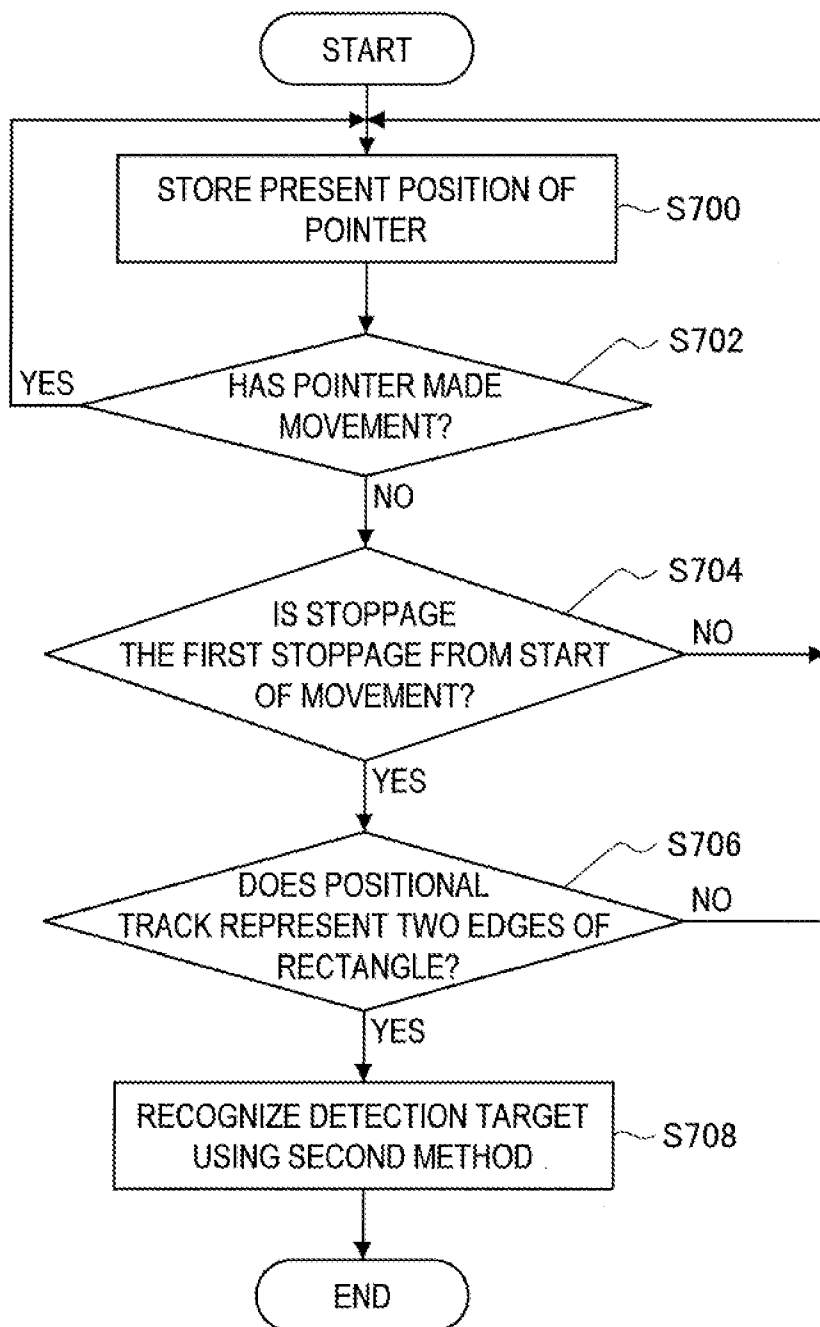 START
STORE PRESENT POSITION OF
POINTER
S700
S702
YES
HAS POINTER MADE
MOVEMENT?
NO
S704
IS STOPPAGE
THE FIRST STOPPAGE FROM START
OF MOVEMENT?
NO
YES
S706
DOES POSITIONAL
TRACK REPRESENT TWO EDGES OF
RECTANGLE?
NO
YES
RECOGNIZE DETECTION TARGET
USING SECOND METHOD
S708
END